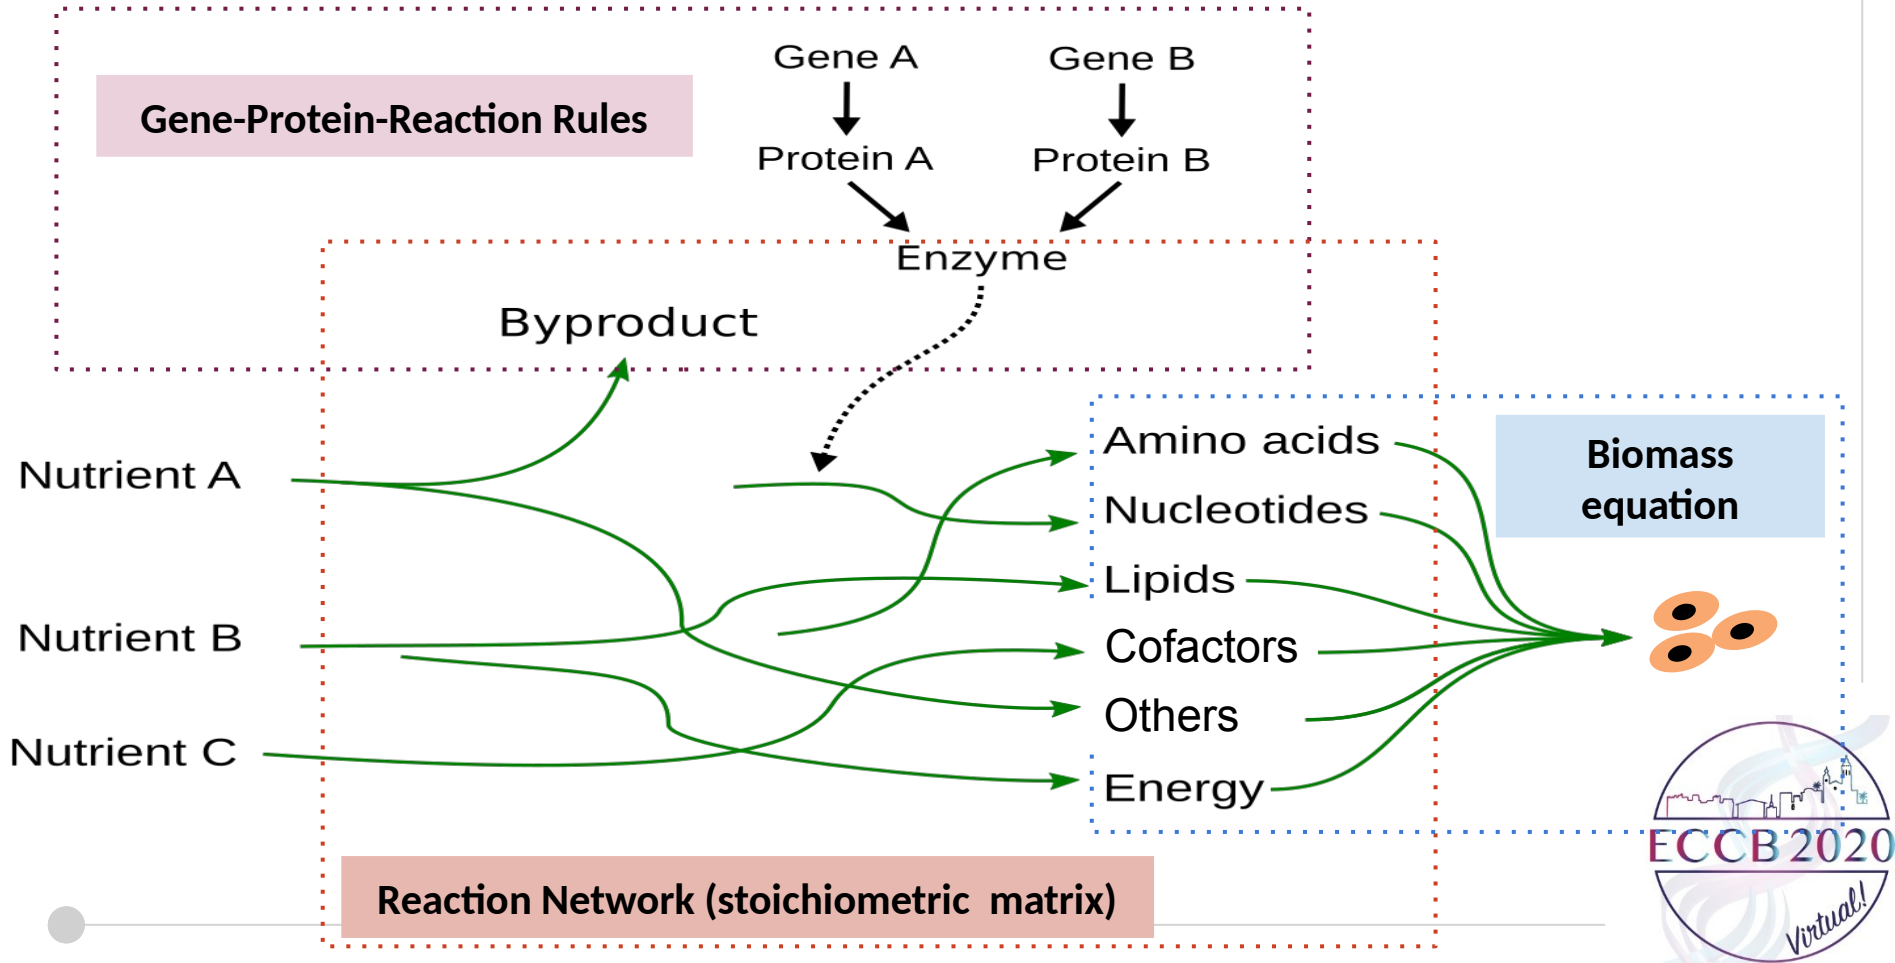 Gene A
Gene B
Gene-Protein-Reaction Rules
Protein A
Protein B
Enzyme
Byproduct
Amino acids
Biomass
equation
Nutrient A
Nucleotides
Lipids
Nutrient B
Cofactors
Others
Nutrient C
Energy
ECCB 2020
Reaction Network (stoichiometric  matrix)
Virtual!